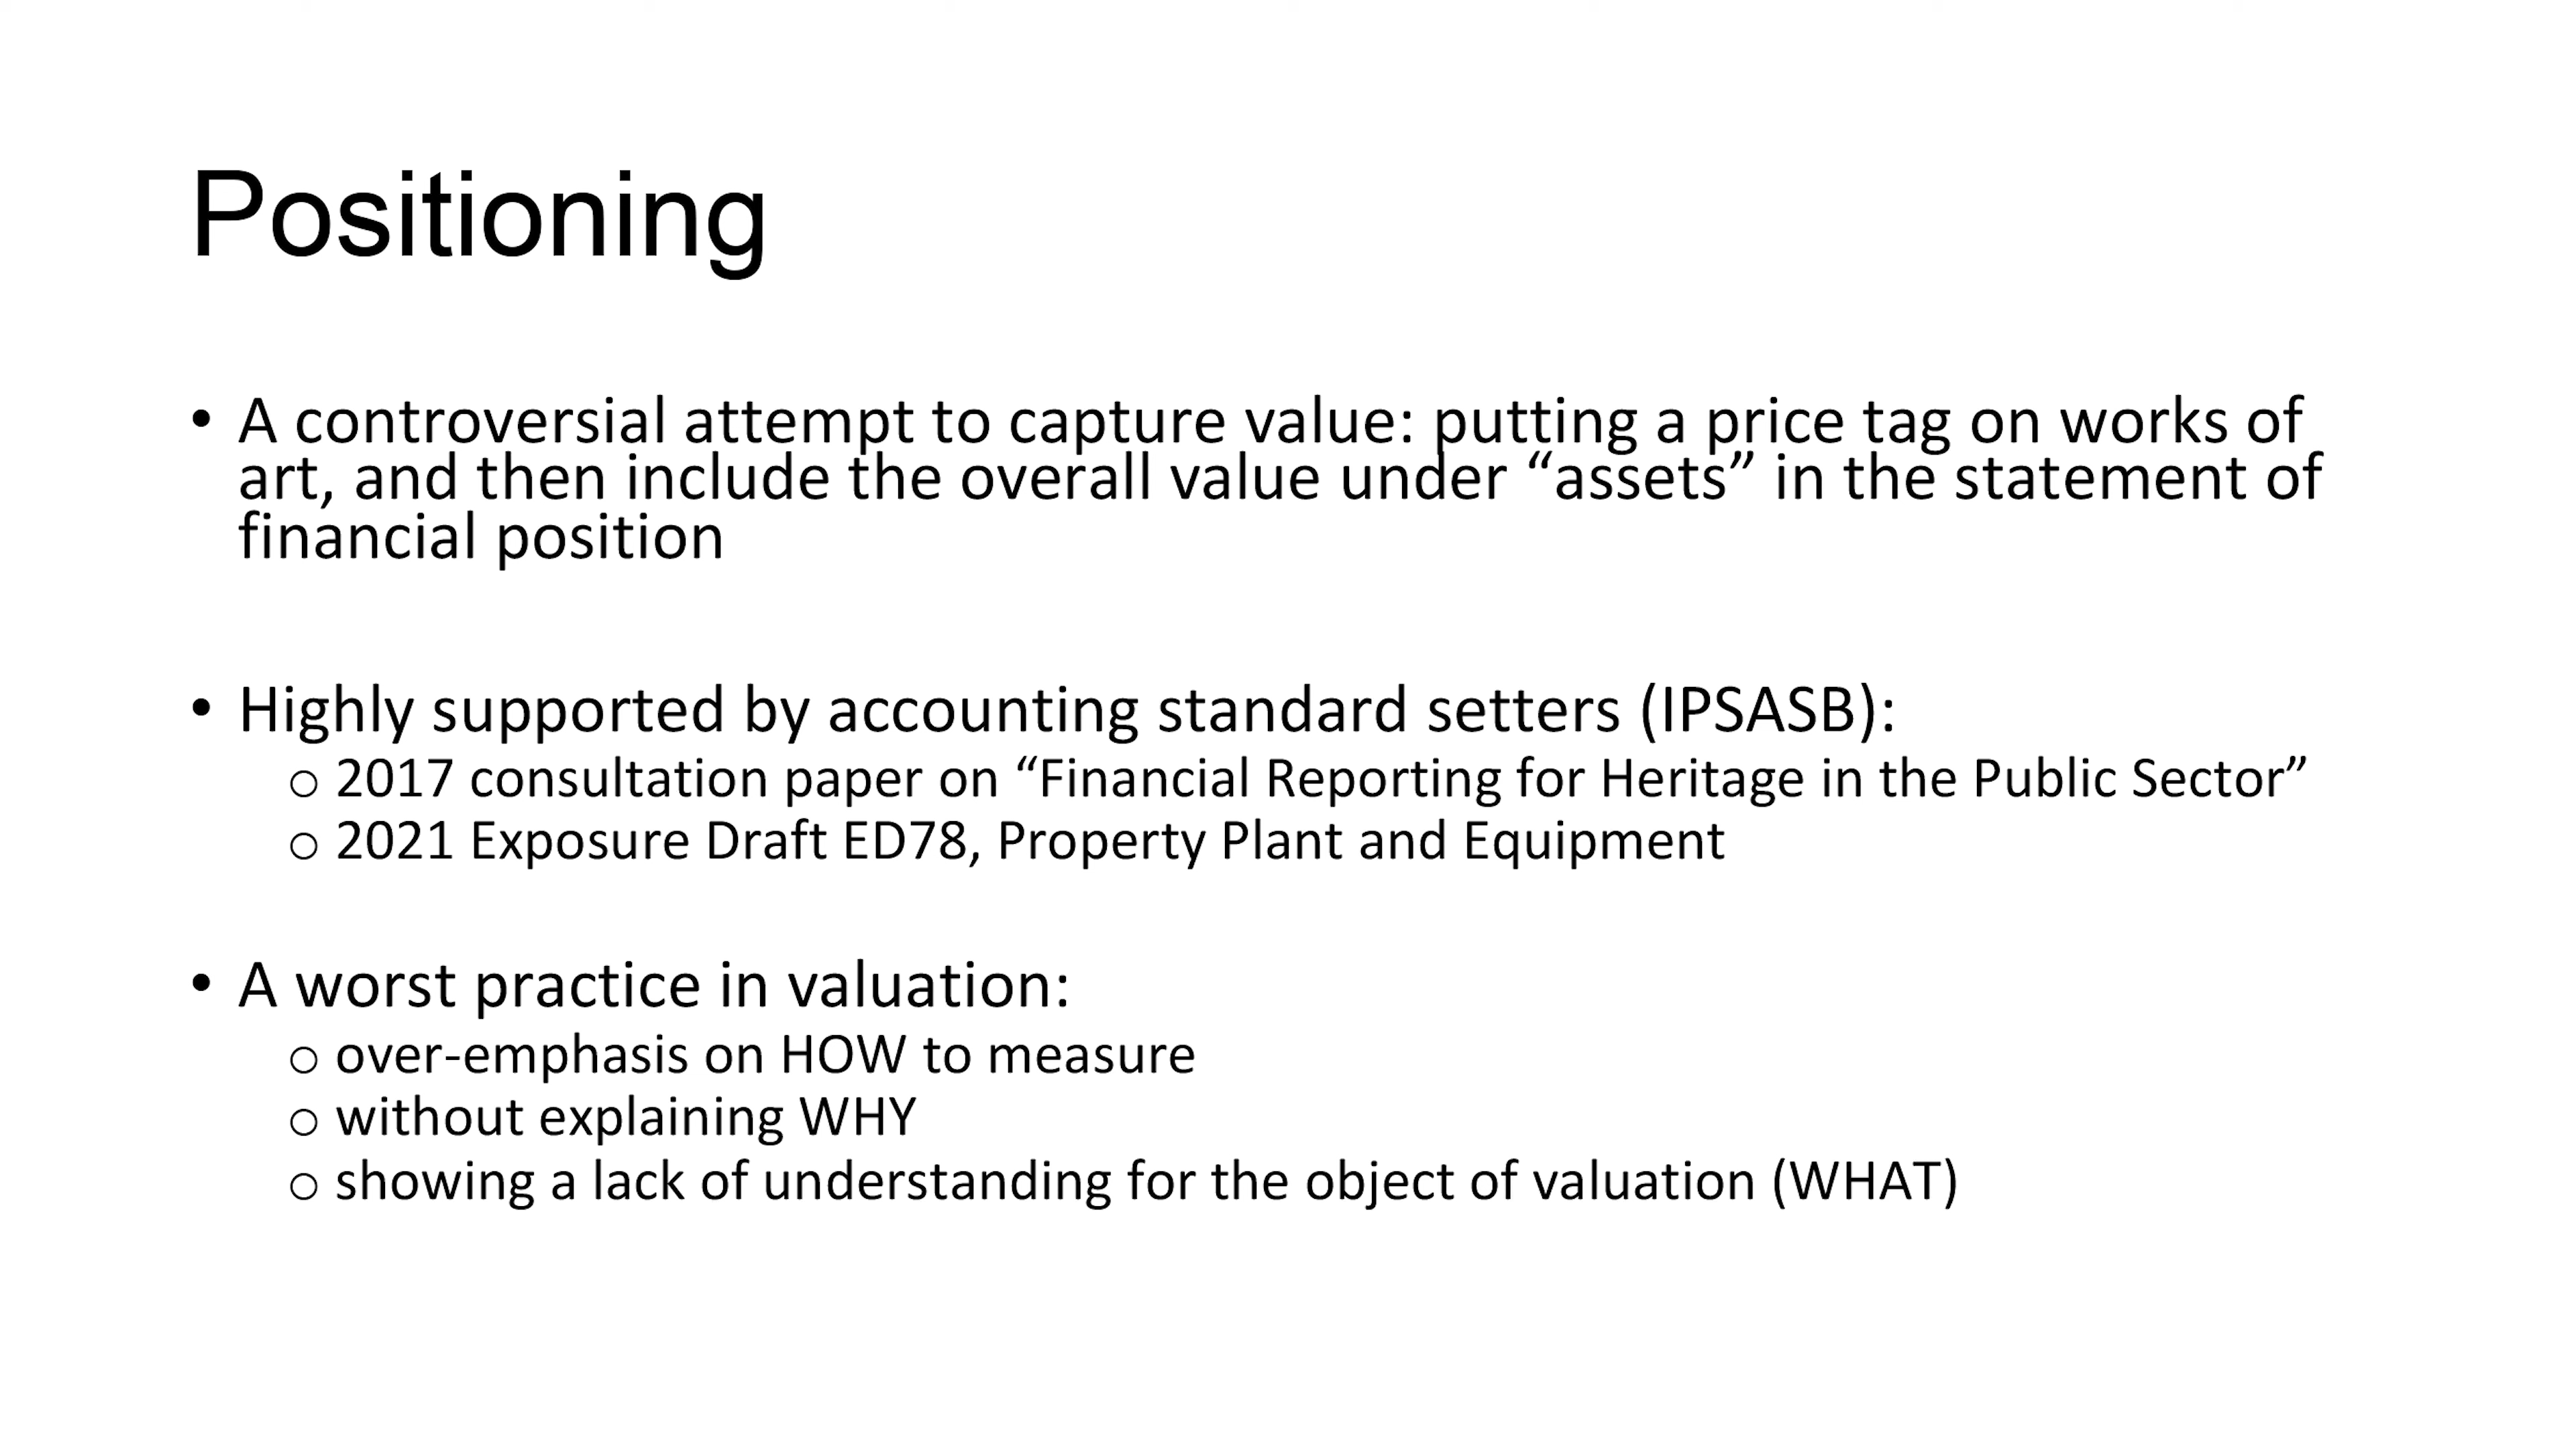 Positioning
• A controversial attempt to capture value: putting a price tag on works of
art, and then include the overall value under “assets” in the statement of
financial position
• Highly supported by accounting standard setters (IPSASB):
○ 2017 consultation paper on “Financial Reporting for Heritage in the Public Sector”
○ 2021 Exposure Draft ED78, Property Plant and Equipment
• A worst practice in valuation:
○ over-emphasis on HOW to measure
○ without explaining WHY
○ showing a lack of understanding for the object of valuation (WHAT)